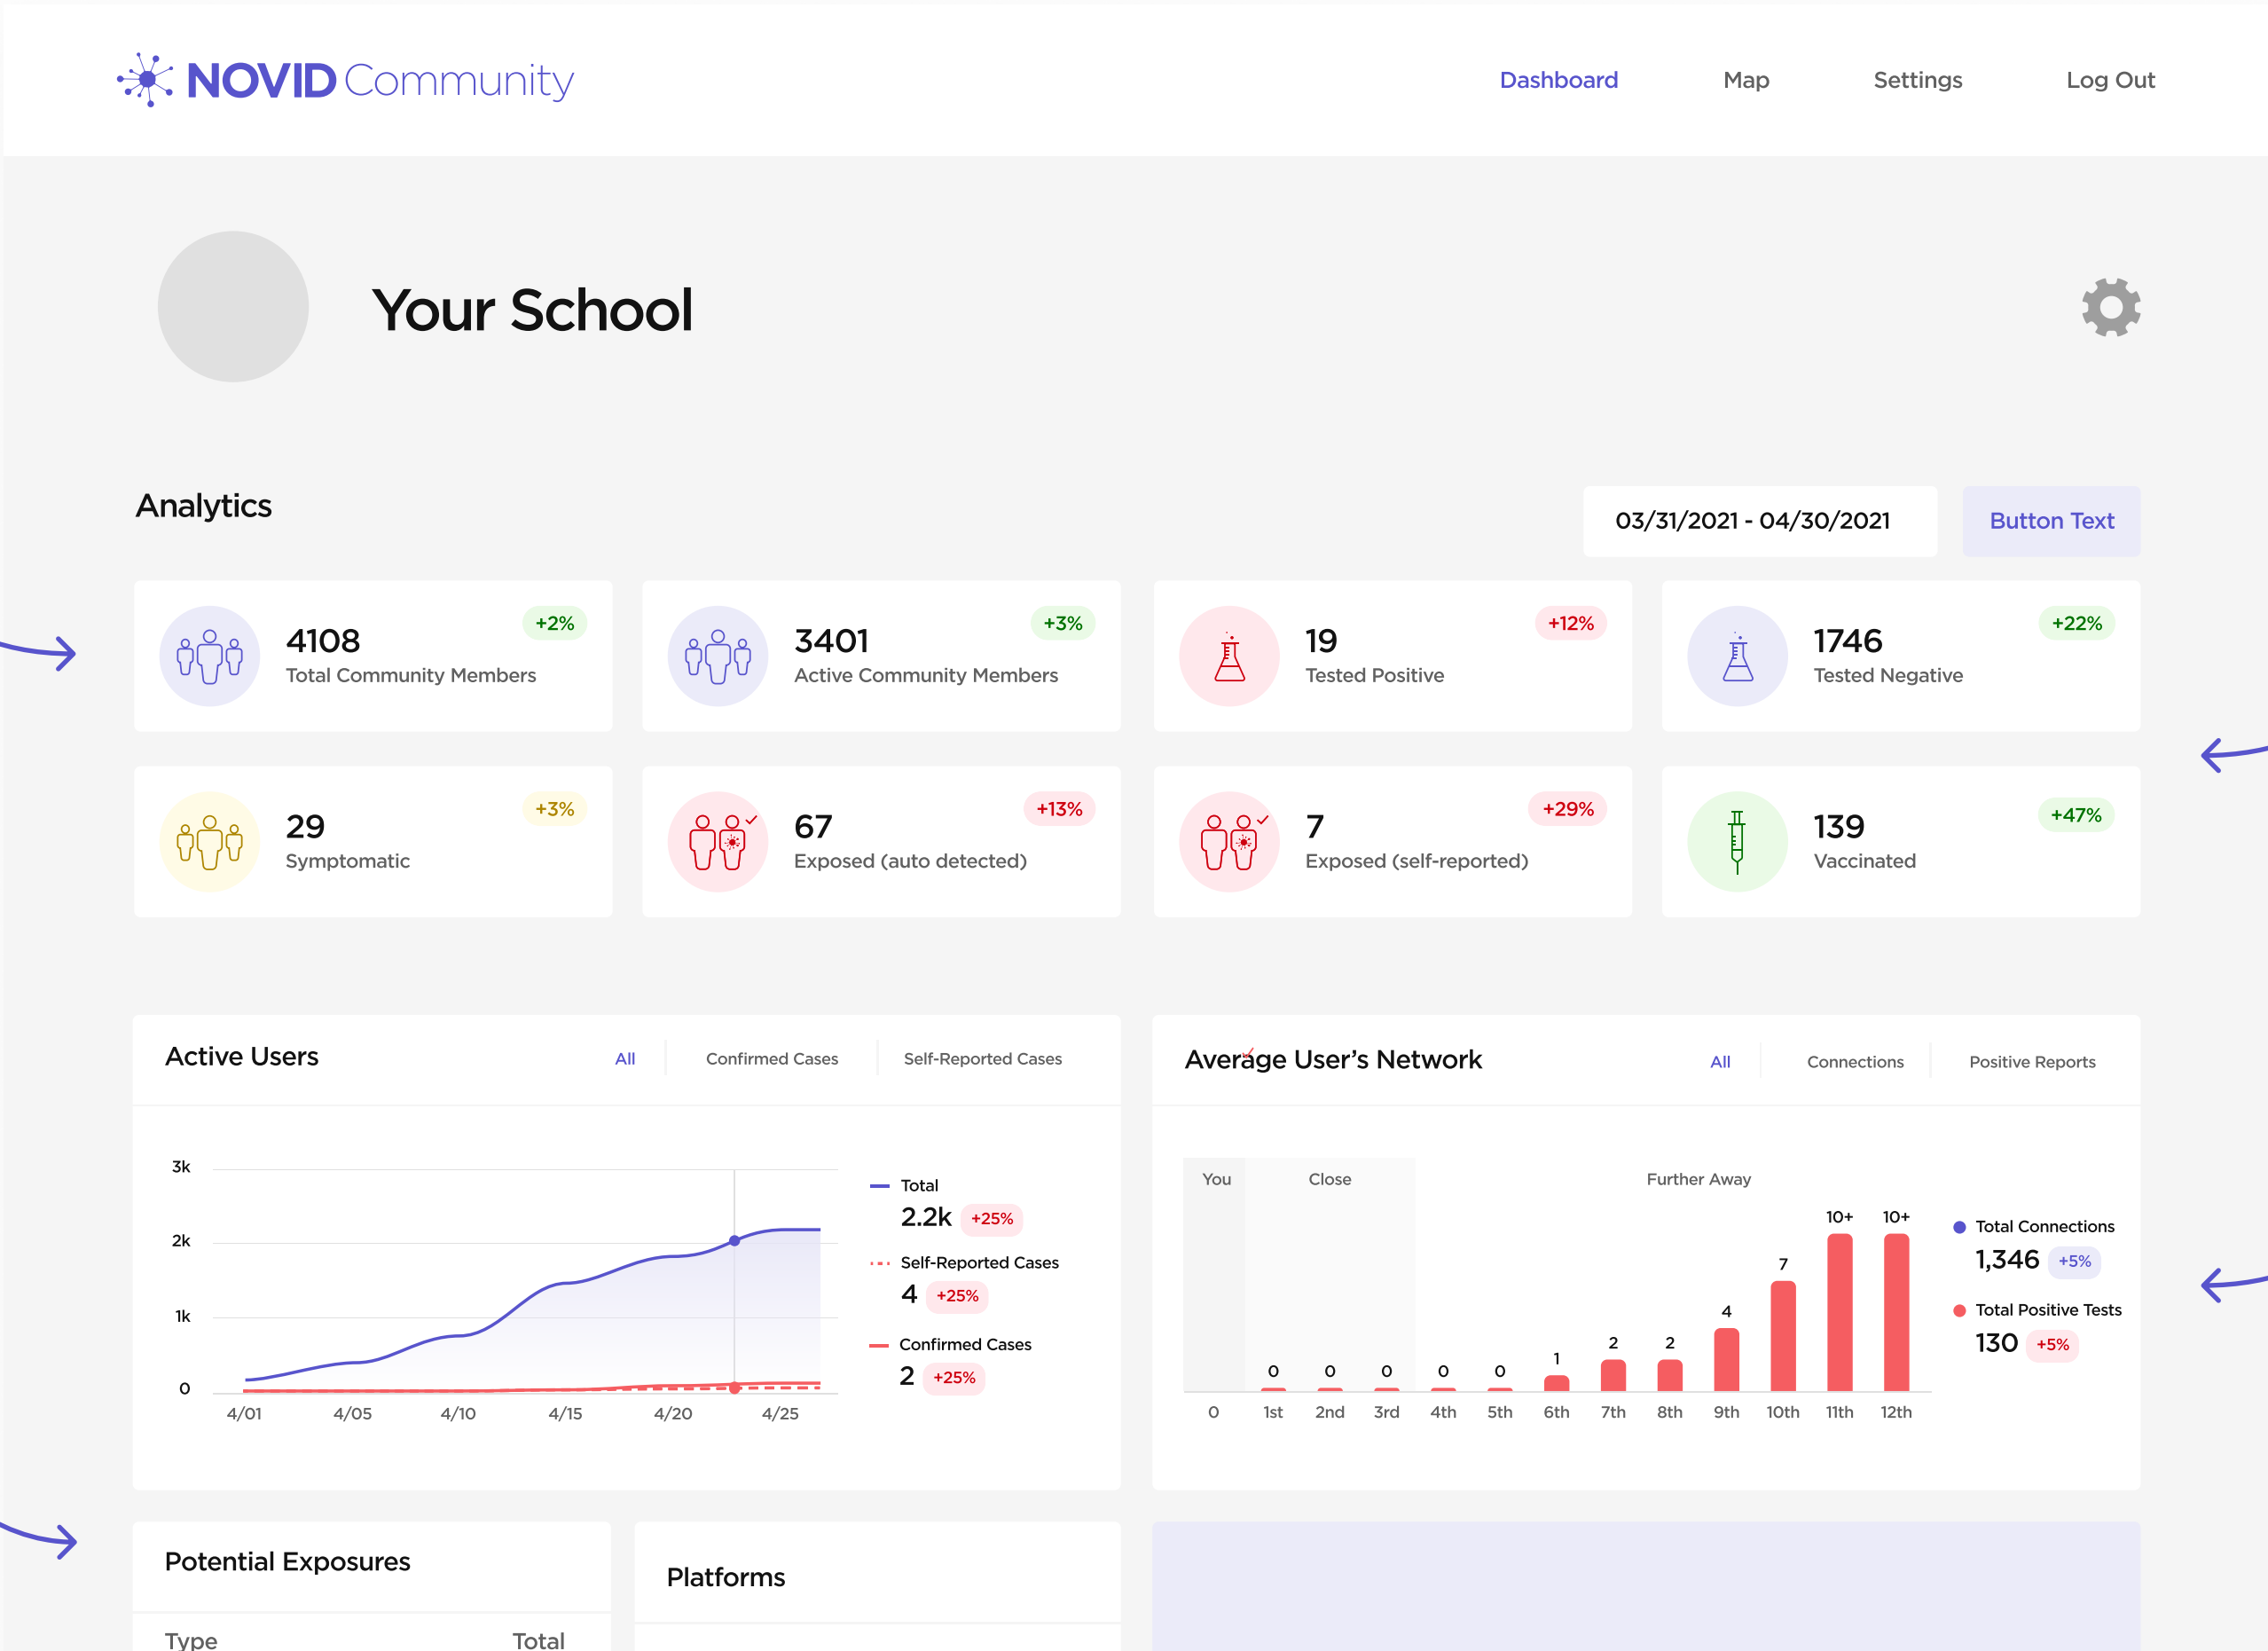 NOVID Community
Dashboard
Map
Settings
Log Out
Your School
Analytics
03/31/2021 - 04/30/2021
Button Text
4108
+2%
Total Community Members
3401
+3%
Active Community Members
19
+12%
Tested Positive
1746
+22%
Tested Negative
29
+3%
Symptomatic
67
+13%
Exposed (auto detected)
7
+29%
Exposed (self-reported)
139
+47%
Vaccinated
Active Users
All
Confirmed Cases
Self-Reported Cases
3k
2k
1k
0
4/01
4/05
4/10
4/15
4/20
4/25
Total
2.2k +25%
Self-Reported Cases
4 +25%
Confirmed Cases
2 +25%
Average User's Network
All
Connections
Positive Reports
You
Close
Further Away
0 0 0 0 0 1 2 2 4 7 10+ 10+
0 1st 2nd 3rd 4th 5th 6th 7th 8th 9th 10th 11th 12th
Total Connections
1,346 +5%
Total Positive Tests
130 +5%
Potential Exposures
Type
Total
Platforms